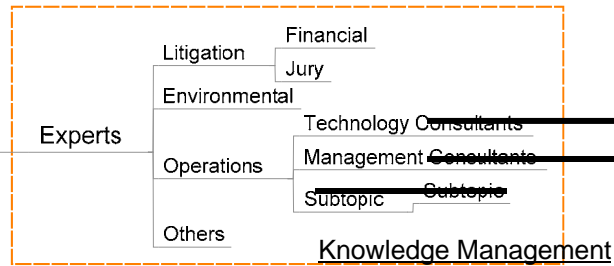 Financial
Litigation
Jury
Environmental
Experts
Technology Consultants
Management Consultants
Operations
Subtopic Subtopic
Others
Knowledge Management